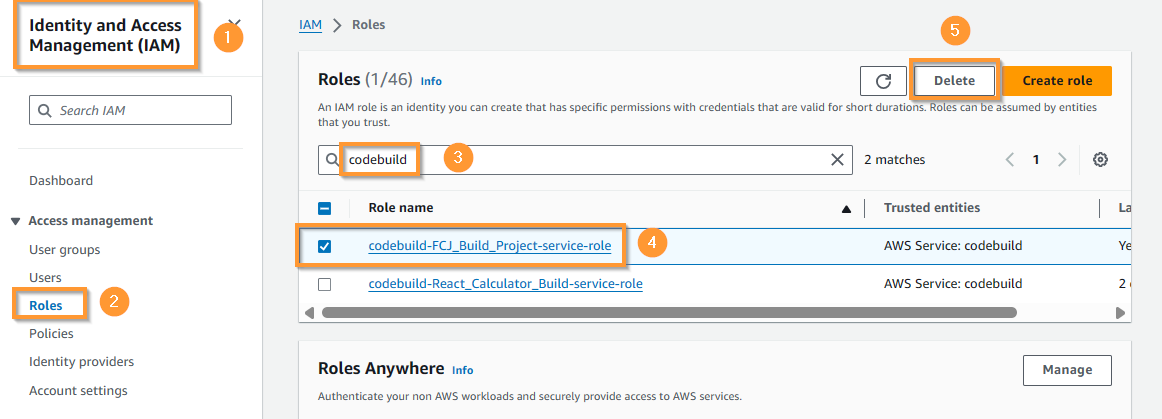 Identity and Access
Management (IAM)
1
Search IAM
Dashboard
Access management
User groups
Users
Roles
2
Policies
Identity providers
Account settings
IAM > Roles
5
Roles (1/46) Info
Delete
Create role
An IAM role is an identity you can create that has specific permissions with credentials that are valid for short durations. Roles can be assumed by entities
that you trust.
codebuild
3
2 matches
1
Role name
Trusted entities
La
codebuild-FCJ_Build_Project-service-role
4
AWS Service: codebuild
Ye
codebuild-React_Calculator_Build-service-role
AWS Service: codebuild
2
Roles Anywhere Info
Manage
Authenticate your non AWS workloads and securely provide access to AWS services.